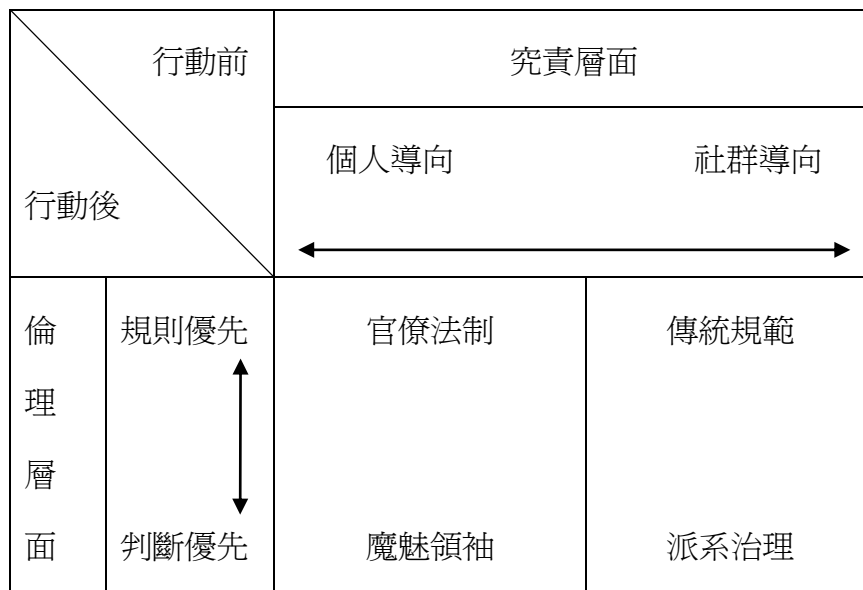 行動前
究責層面
個人導向 社群導向
行動後
倫理層面
規則優先 官僚法制 傳統規範
判斷優先 魔魅領袖 派系治理